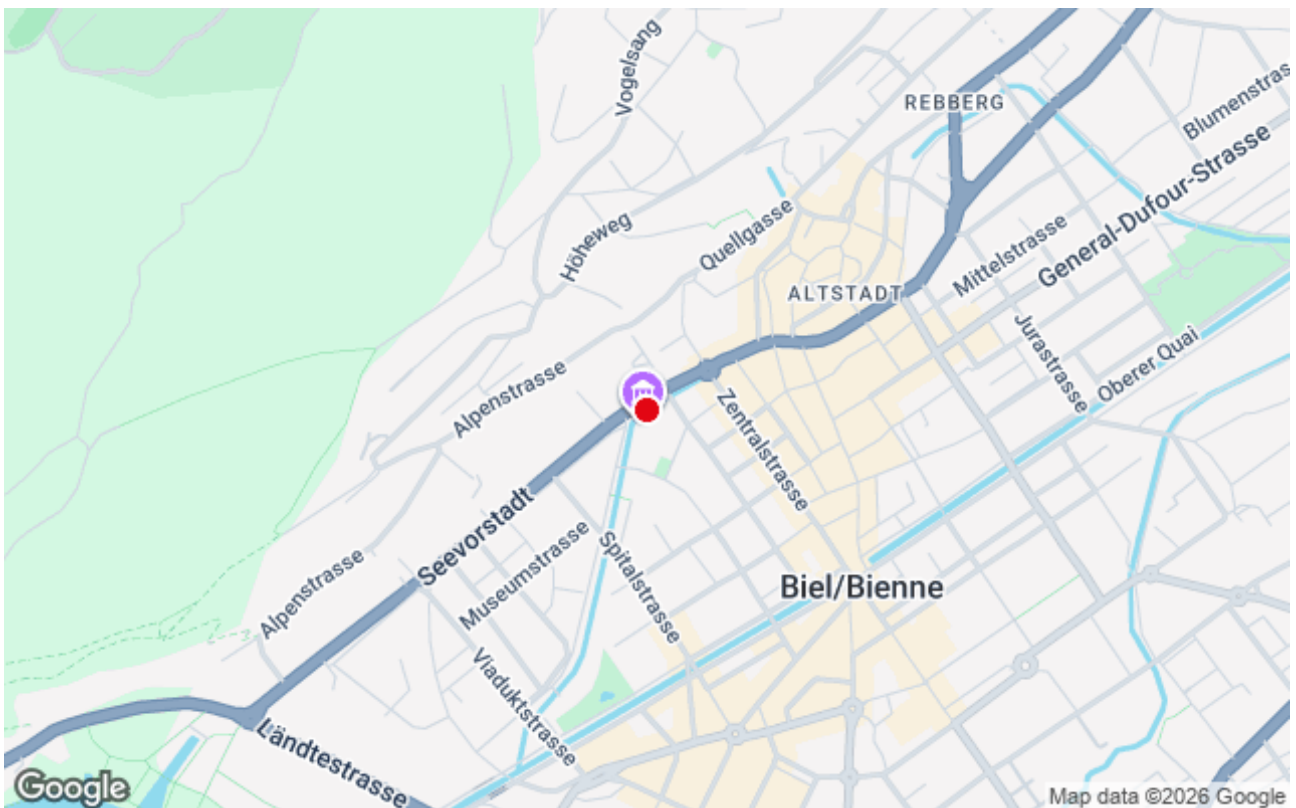 Vogelsang
REBBERG
Blumenstras
General-Dufour-Strasse
Höheweg
Quellgasse
Mittelstrasse
ALTSTADT
Jurastrasse
Oberer Quai
Alpenstrasse
Zentralstrasse
Seevorstadt
Museumstrasse
Spitalstrasse
Biel/Bienne
Alpenstrasse
Viaduktstrasse
Ländtestrasse
Google
Map data ©2026 Google